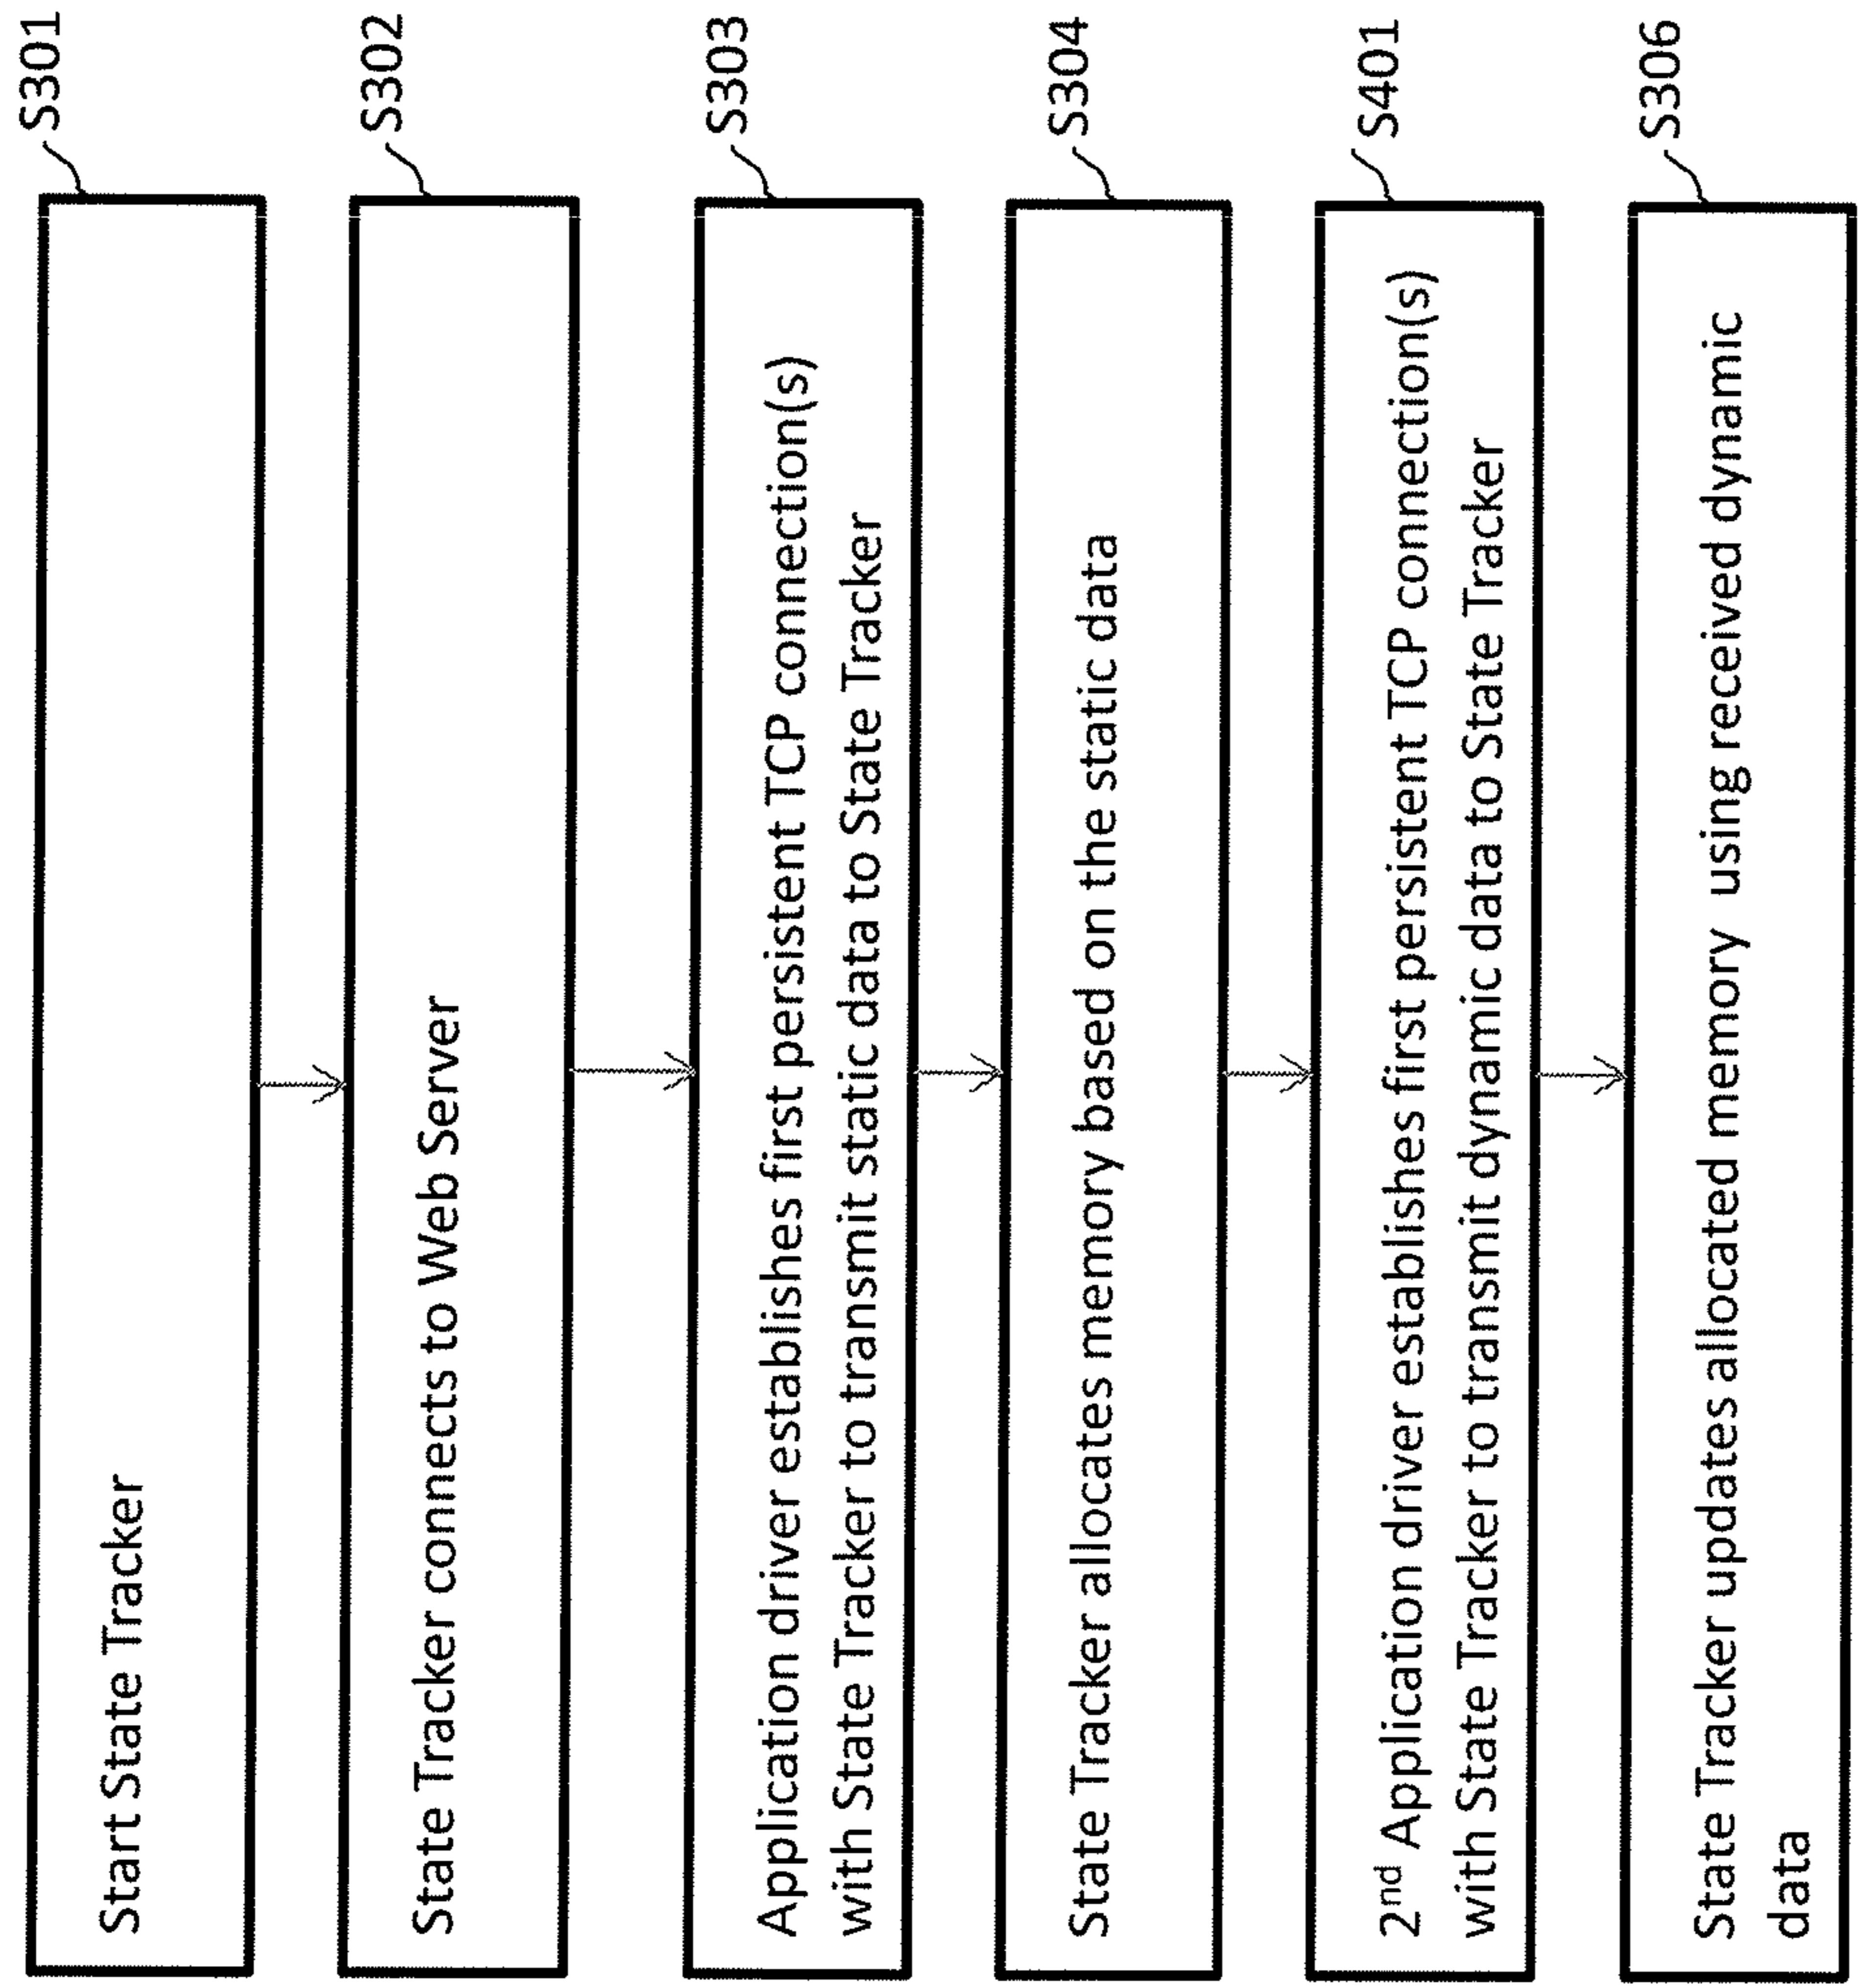 Start State Tracker
S301
State Tracker connects to Web Server
S302
Application driver establishes first persistent TCP connection(s)
with State Tracker to transmit static data to State Tracker
S303
State Tracker allocates memory based on the static data
S304
2nd Application driver establishes first persistent TCP connection(s)
with State Tracker to transmit dynamic data to State Tracker
S401
State Tracker updates allocated memory using received dynamic
data
S306